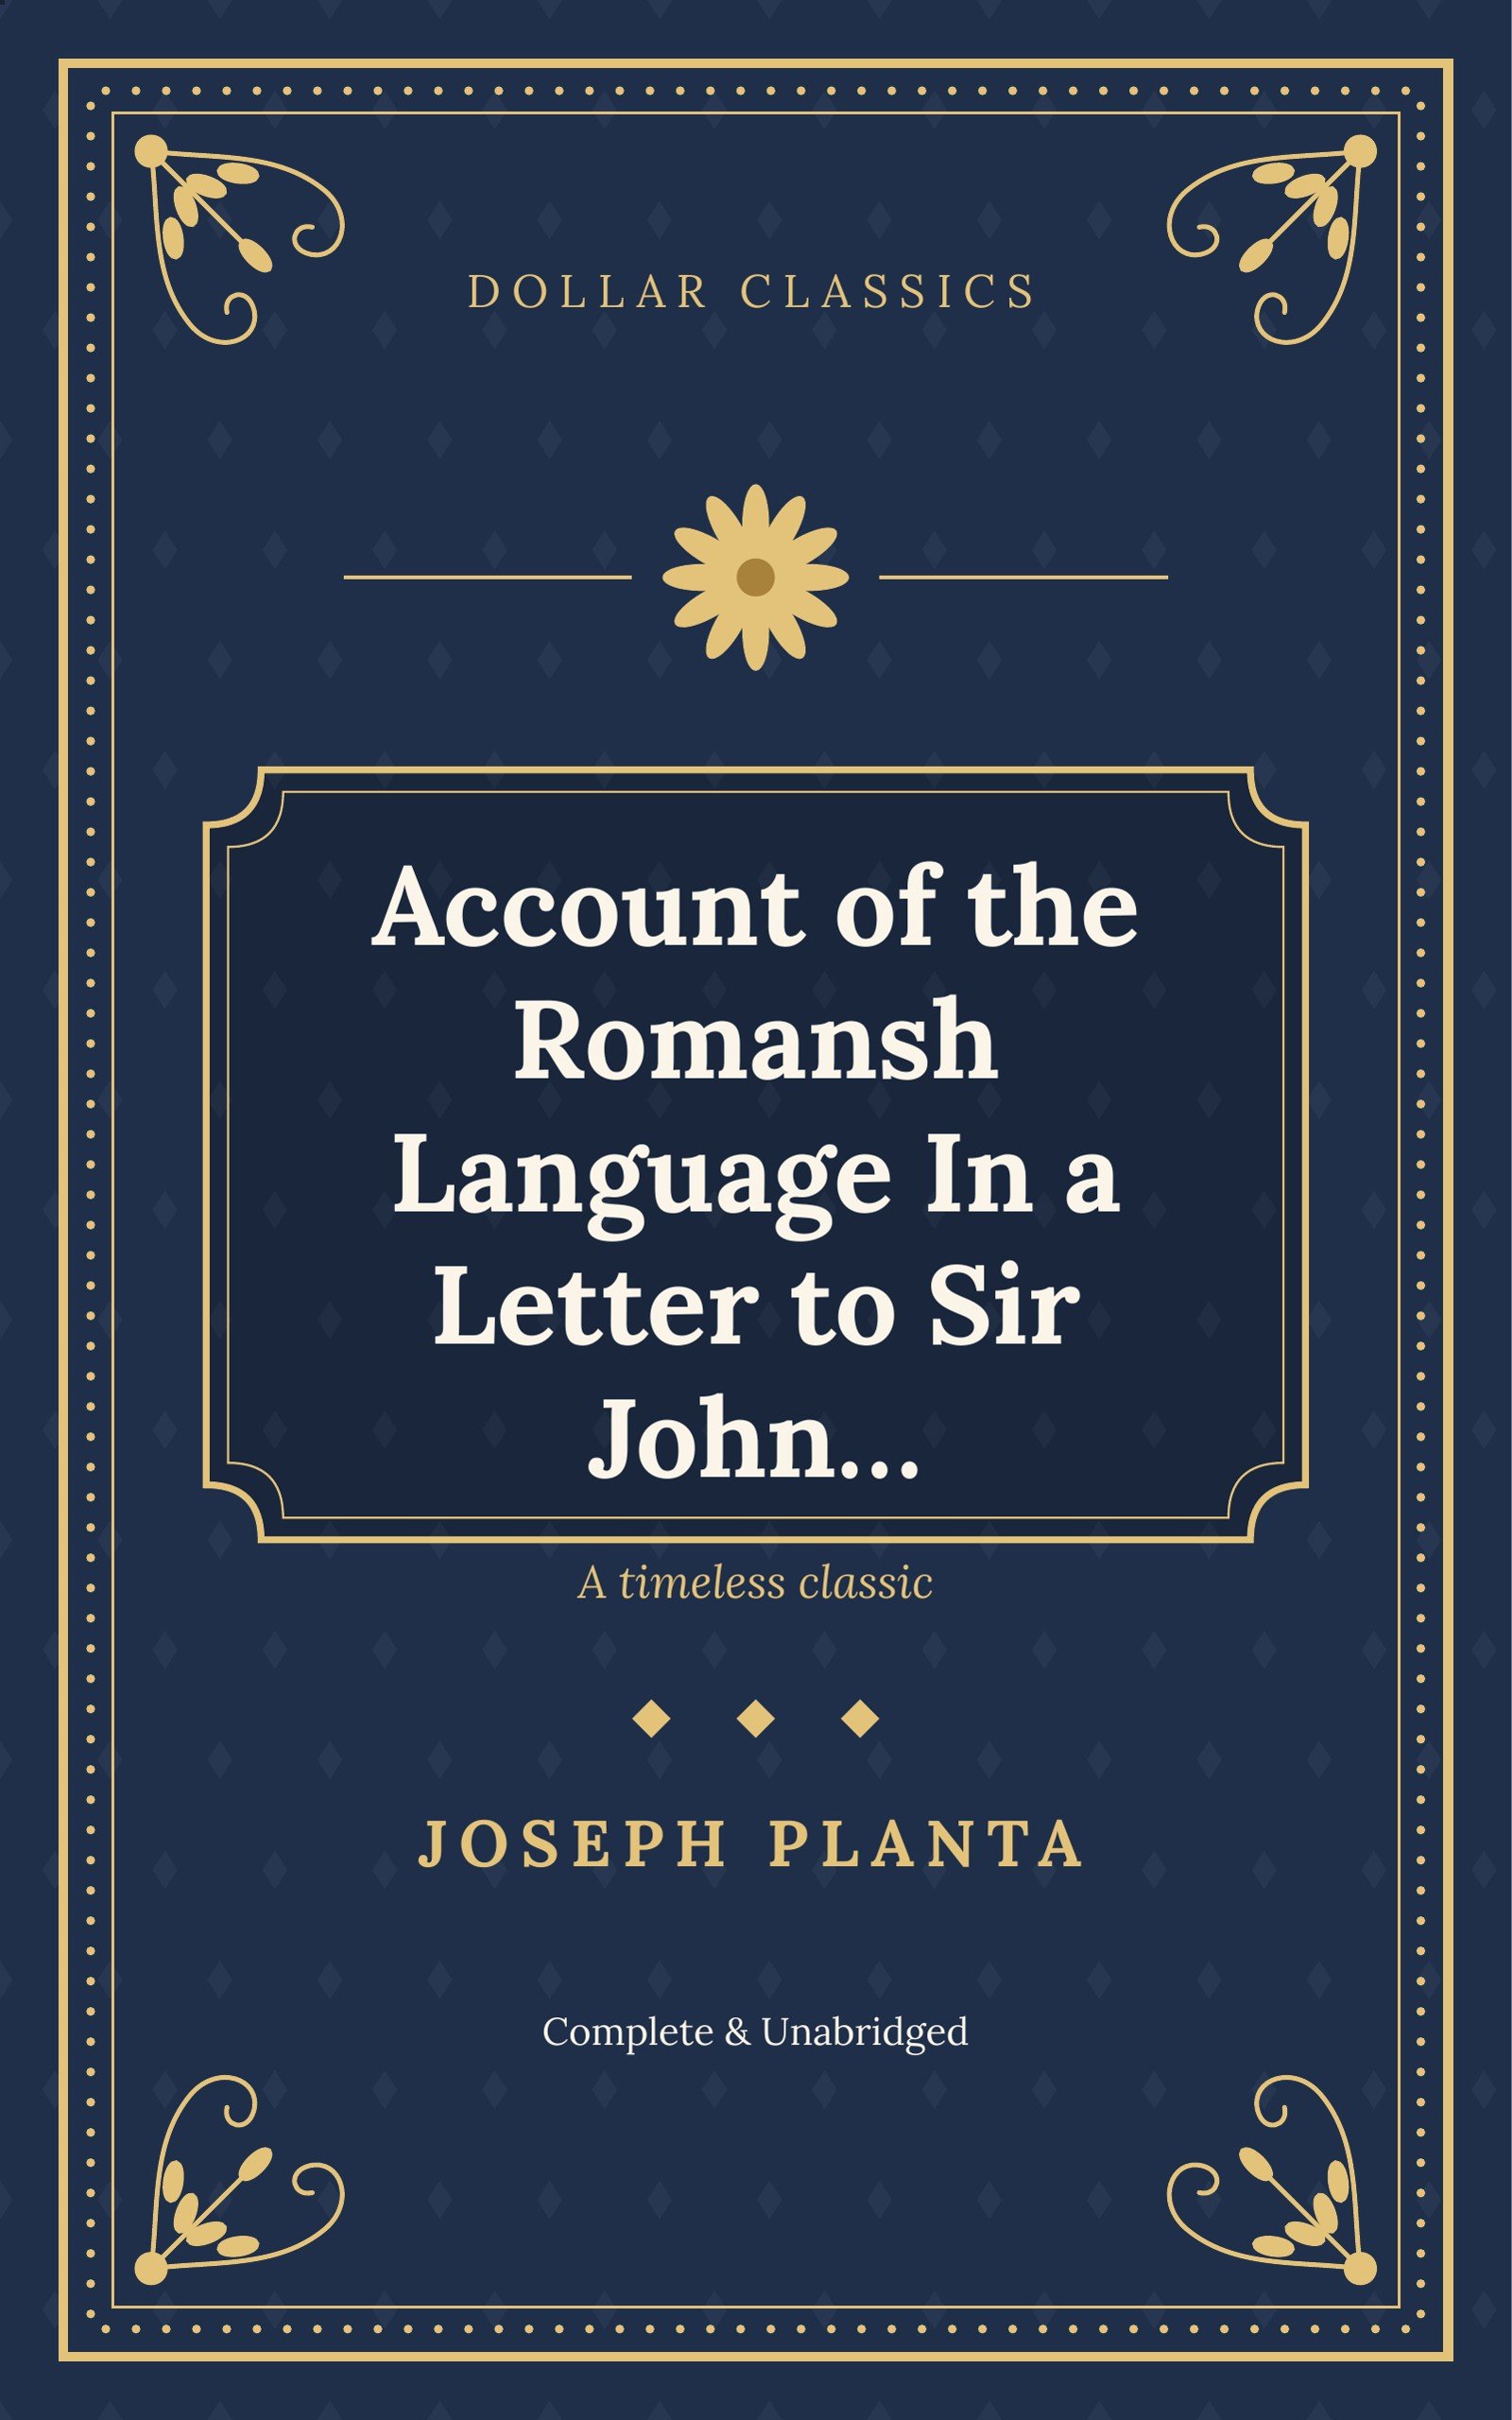 DOLLAR CLASSICS
Account of the
Romansh
Language In a
Letter to Sir
John...
A timeless classic
JOSEPH PLANTA
Complete & Unabridged